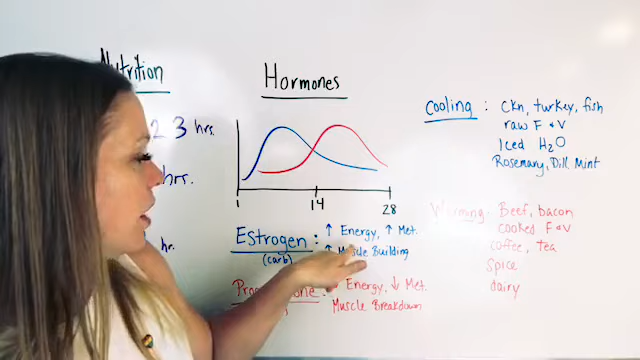 Nutrition
2 3 hrs.
hrs.
hr.
Hormones
1 14 28
Estrogen : ↑ Energy, ↑ Met.
(carb) ↑ Muscle Building
Energy, ↓ Met.
Muscle Breakdown
Cooling : Ckn, turkey, fish
raw F & V
Iced H2O
Rosemary, Dill, Mint
Warming: Beef, bacon
cooked F & V
coffee, tea
spice
dairy